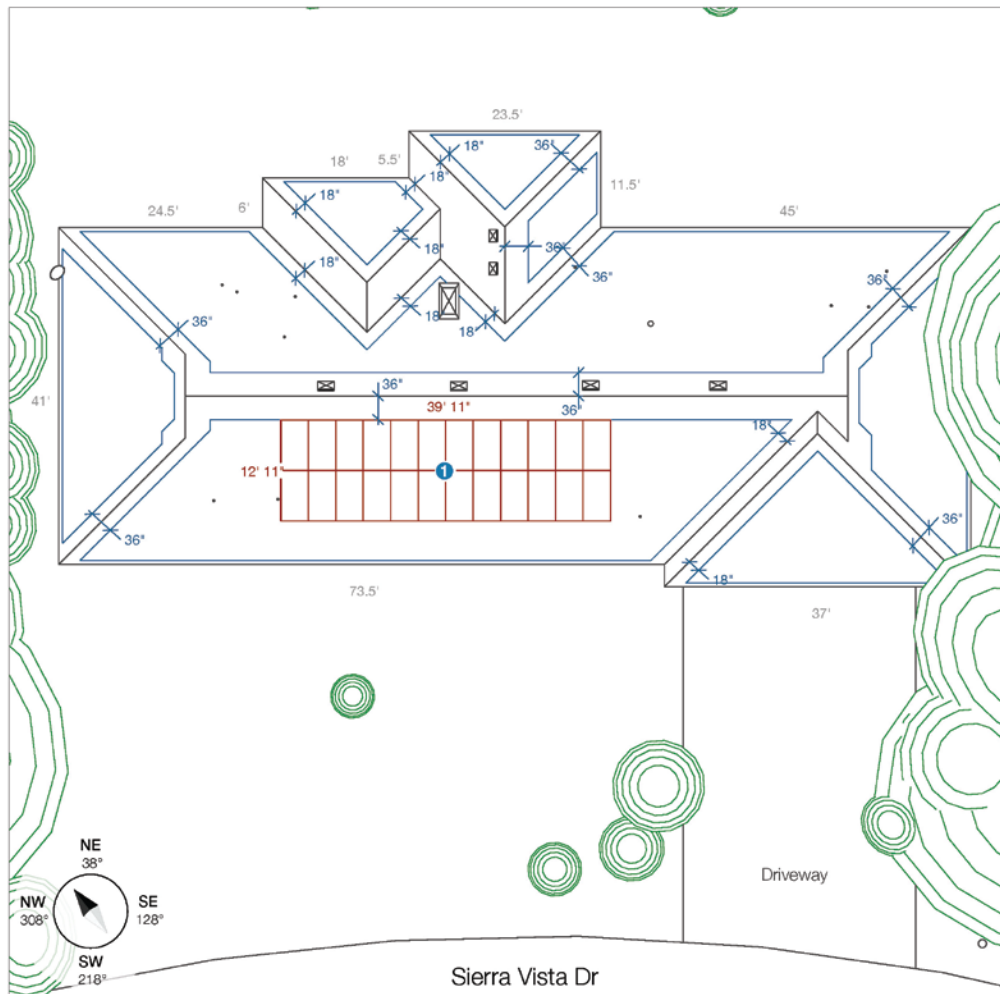 23.5'
18" 36"
18' 5.5'
18"
18" 11.5'
24.5' 6' 45'
18" 36"
18" 36"
36"
36" 18" 18"
36"
41' 39' 11" 36"
18"
12' 11" 1
36"
36"
18"
73.5' 37'
NE
38°
Driveway
NW SE
308° 128°
SW
218°
Sierra Vista Dr